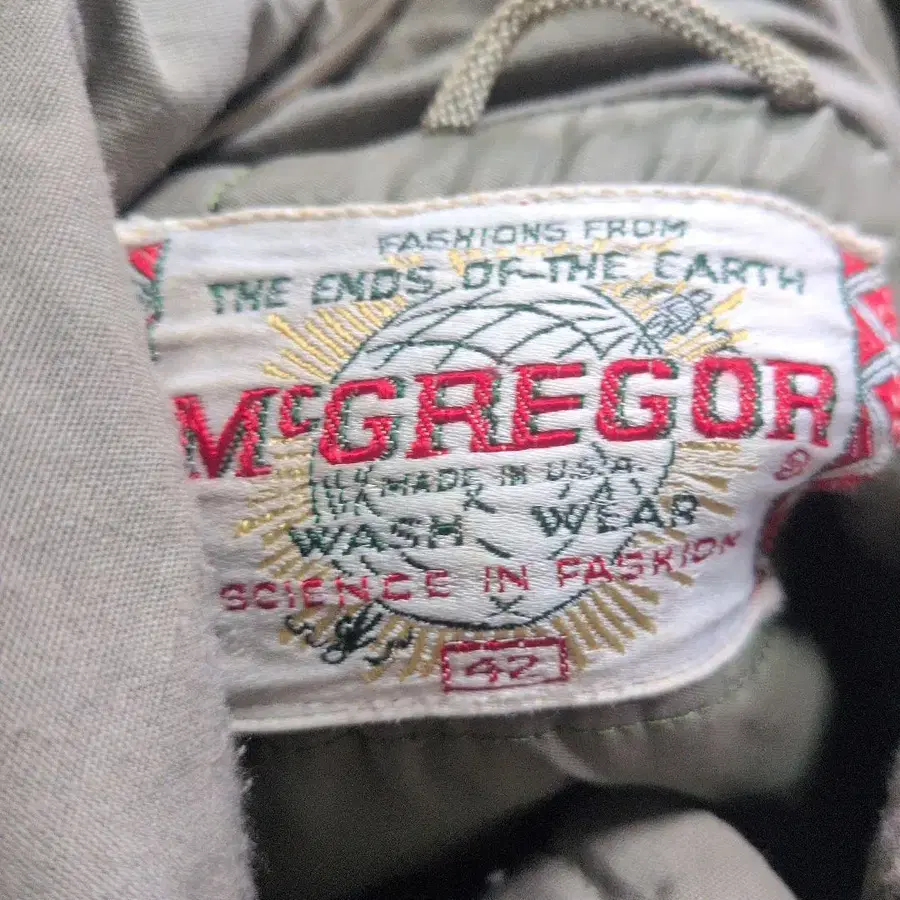 FASHIONS FROM
THE ENDS OF THE EARTH
McGREGOR ®
MADE IN U.S.A.
WASH WEAR
SCIENCE IN FASHION
42